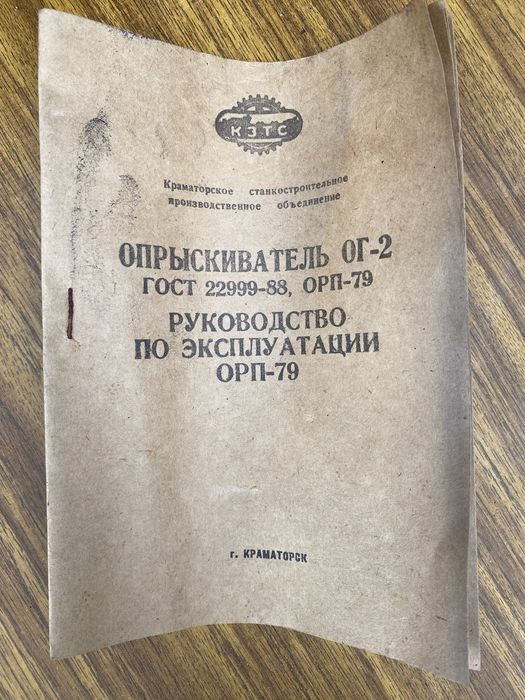 КЗТС
Краматорское станкостроительное
производственное объединение
ОПРЫСКИВАТЕЛЬ ОГ-2
ГОСТ 22999-88, ОРП-79
РУКОВОДСТВО
ПО ЭКСПЛУАТАЦИИ
ОРП-79
г. КРАМАТОРСК